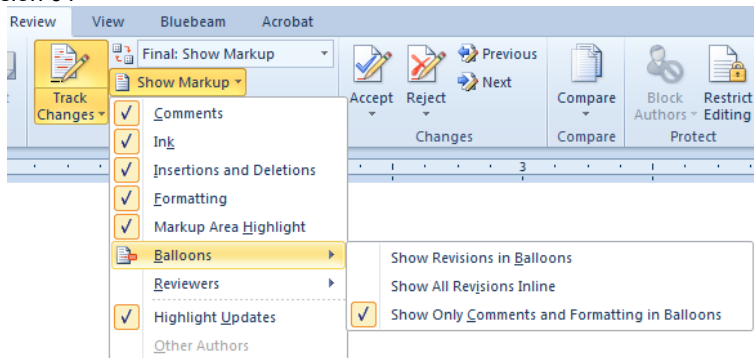 Review View Bluebeam Acrobat
Final: Show Markup
Show Markup
Track
Changes
Accept Reject
Previous
Next
Compare
Block
Authors
Restrict
Editing
Changes Compare Protect
3
Comments
Ink
Insertions and Deletions
Formatting
Markup Area Highlight
Balloons
Reviewers
Highlight Updates
Other Authors
Show Revisions in Balloons
Show All Revisions Inline
Show Only Comments and Formatting in Balloons